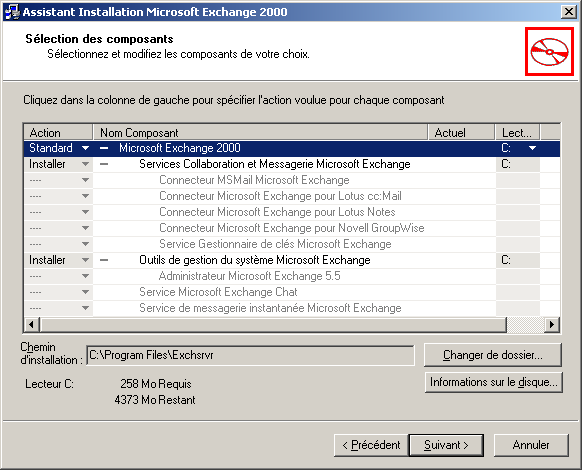 Assistant Installation Microsoft Exchange 2000
Sélection des composants
Sélectionnez et modifiez les composants de votre choix.
Cliquez dans la colonne de gauche pour spécifier l'action voulue pour chaque composant
Action Nom Composant Actuel Lect...
Standard Microsoft Exchange 2000 C:
Installer Services Collaboration et Messagerie Microsoft Exchange C:
---- Connecteur MSMail Microsoft Exchange
---- Connecteur Microsoft Exchange pour Lotus cc:Mail
---- Connecteur Microsoft Exchange pour Lotus Notes
---- Connecteur Microsoft Exchange pour Novell GroupWise
---- Service Gestionnaire de clés Microsoft Exchange
Installer Outils de gestion du système Microsoft Exchange C:
---- Administrateur Microsoft Exchange 5.5
---- Service Microsoft Exchange Chat
---- Service de messagerie instantanée Microsoft Exchange
Chemin
d'installation : C:\Program Files\Exchsrvr Changer de dossier...
Lecteur C: 258 Mo Requis Informations sur le disque...
4373 Mo Restant
< Précédent Suivant > Annuler